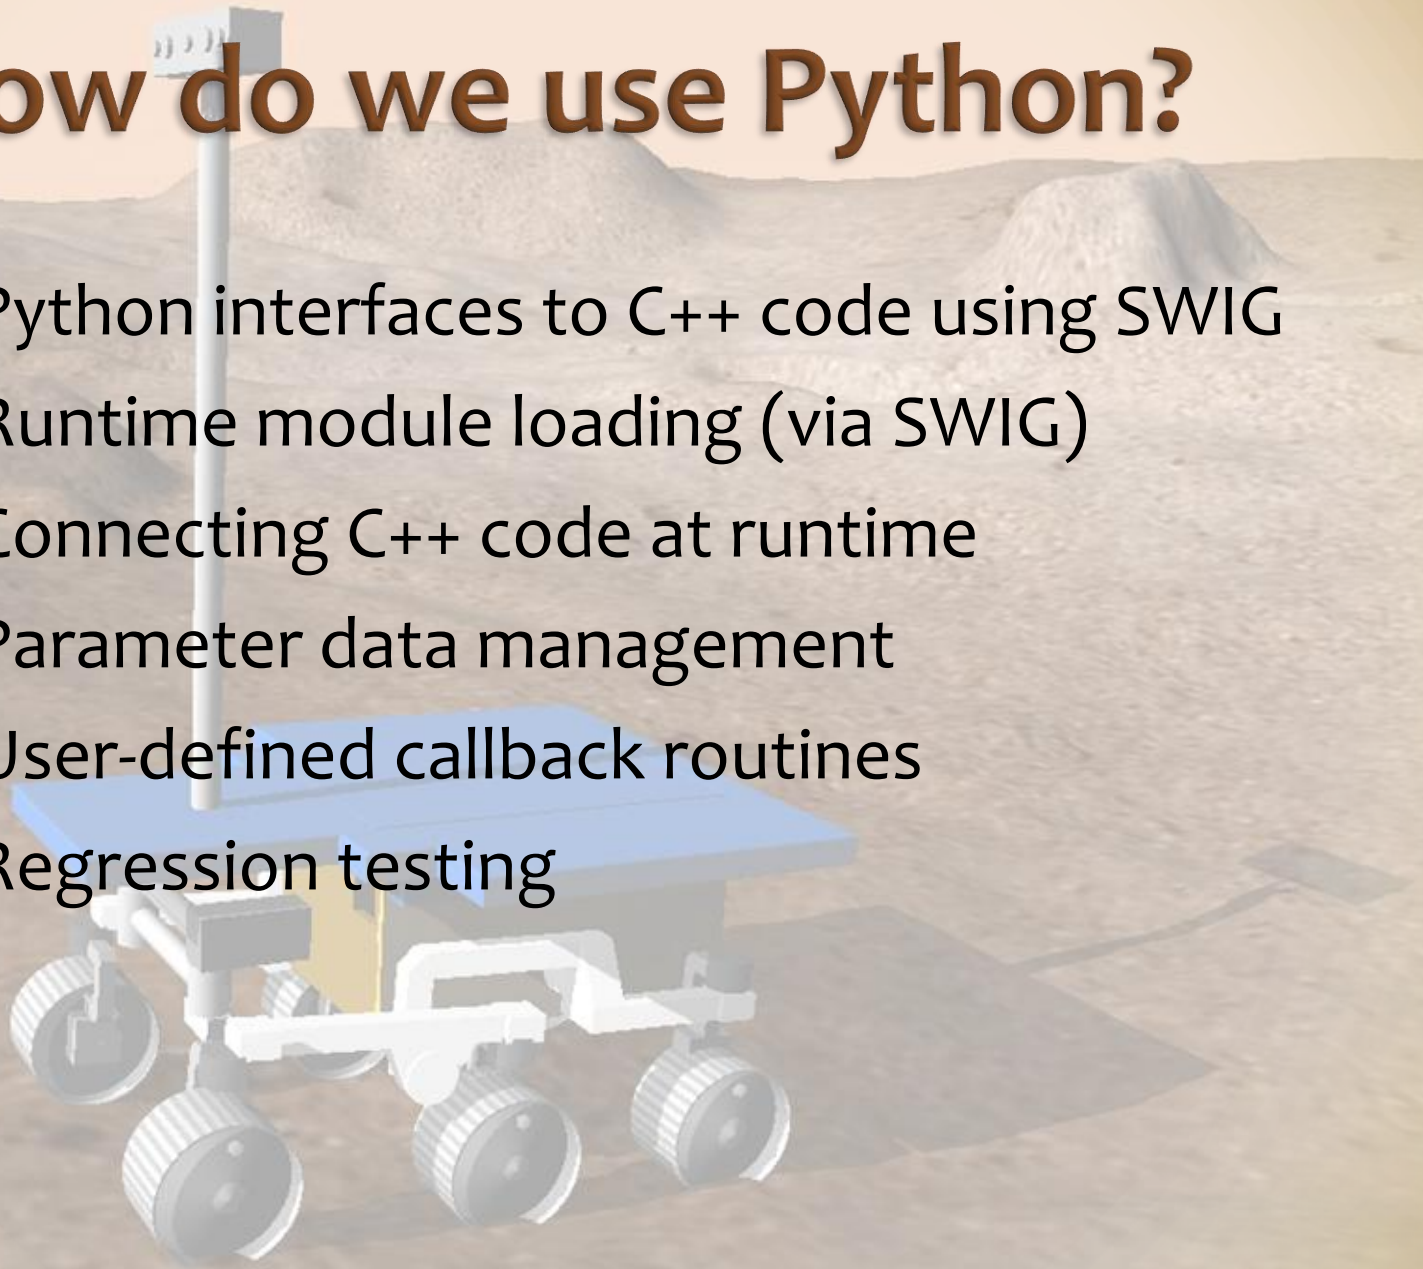 ow do we use Python?
Python interfaces to C++ code using SWIG
Runtime module loading (via SWIG)
Connecting C++ code at runtime
Parameter data management
User-defined callback routines
Regression testing